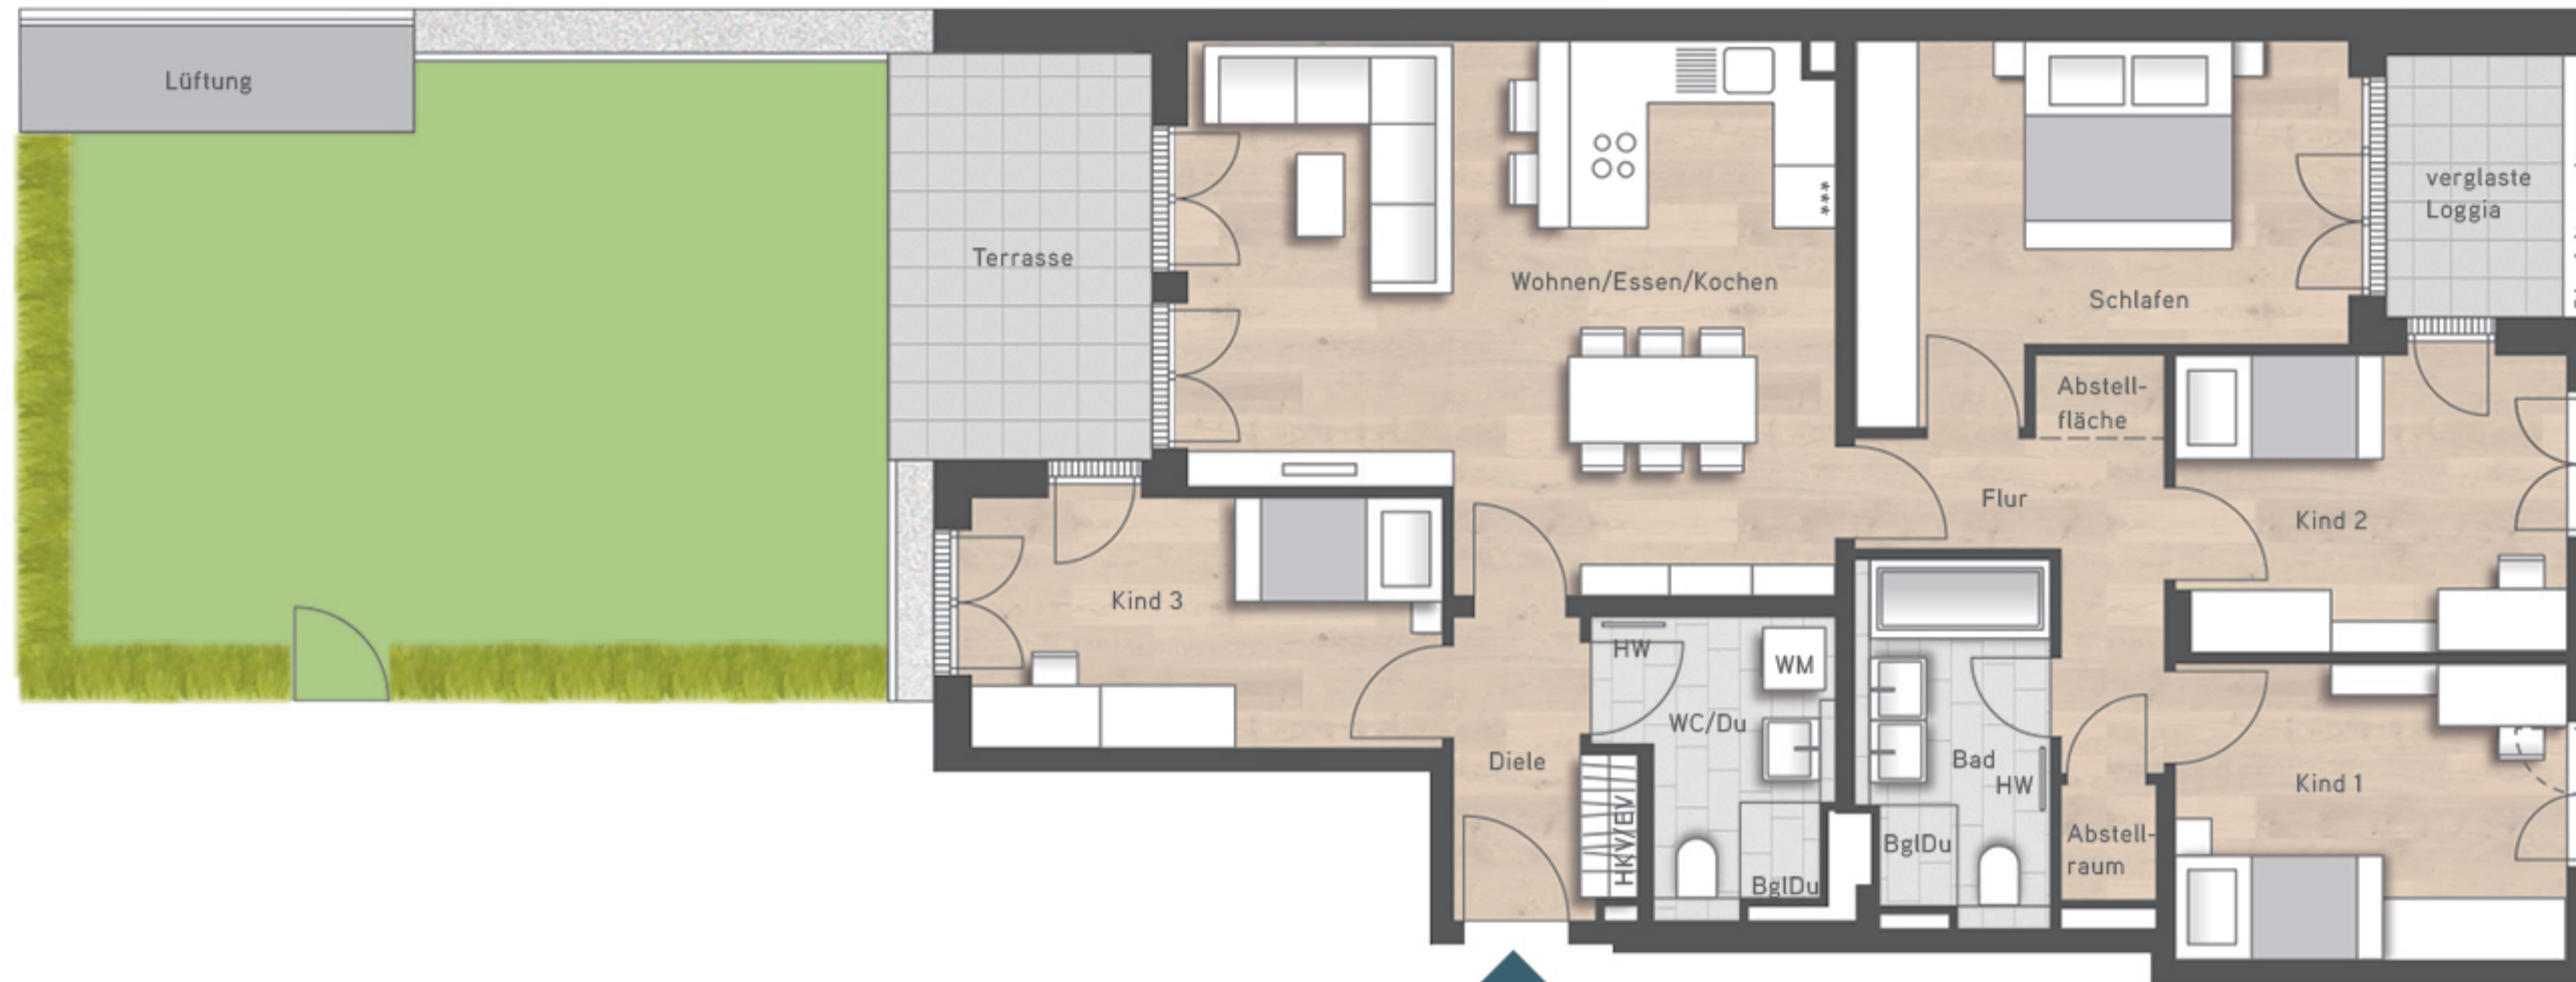 Lüftung
Terrasse
Wohnen/Essen/Kochen
Schlafen
verglaste
Loggia
Abstell-
fläche
Flur
Kind 2
Kind 3
HW
WM
WC/Du
Diele
HKV/EV
BglDu
Bad
HW
BglDu
Abstell-
raum
Kind 1
***